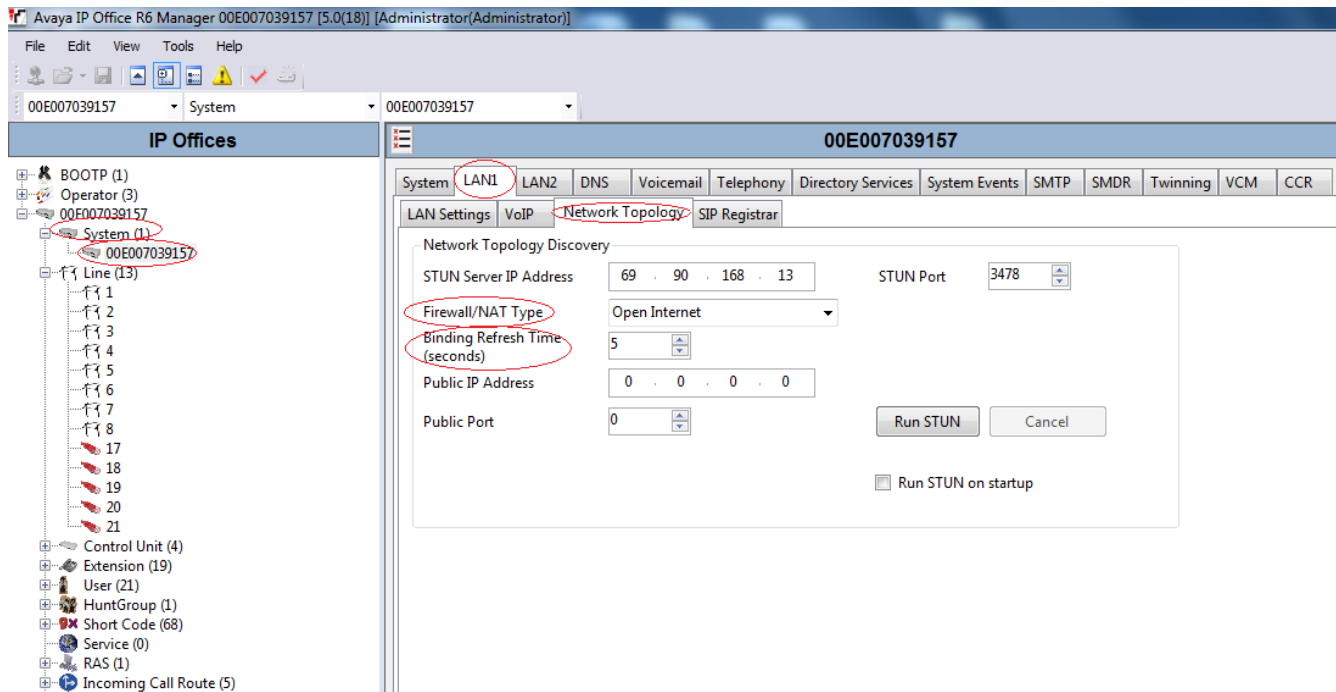 Avaya IP Office R6 Manager 00E007039157 [5.0(18)] [Administrator(Administrator)]
File Edit View Tools Help
00E007039157 System 00E007039157
IP Offices
BOOTP (1)
Operator (3)
00E007039157
System (1)
00E007039157
Line (13)
1
2
3
4
5
6
7
8
17
18
19
20
21
Control Unit (4)
Extension (19)
User (21)
HuntGroup (1)
Short Code (68)
Service (0)
RAS (1)
Incoming Call Route (5)
00E007039157
System LAN1 LAN2 DNS Voicemail Telephony Directory Services System Events SMTP SMDR Twinning VCM CCR
LAN Settings VoIP Network Topology SIP Registrar
Network Topology Discovery
STUN Server IP Address 69 . 90 . 168 . 13 STUN Port 3478
Firewall/NAT Type Open Internet
Binding Refresh Time
(seconds) 5
Public IP Address 0 . 0 . 0 . 0
Public Port 0 Run STUN Cancel
Run STUN on startup